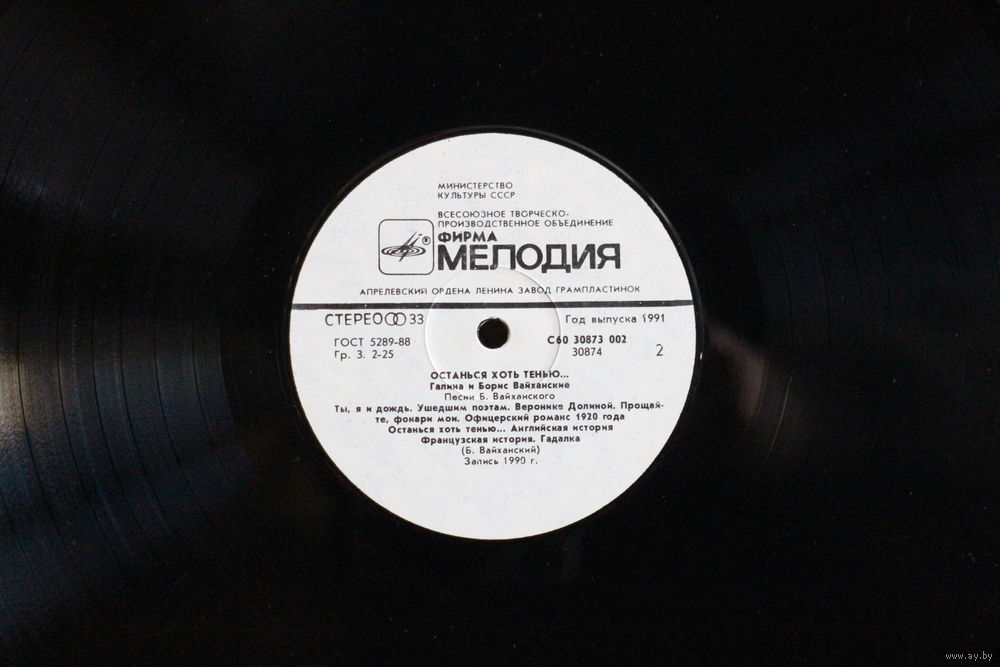 МИНИСТЕРСТВО
КУЛЬТУРЫ СССР
ВСЕСОЮЗНОЕ ТВОРЧЕСКО-
ПРОИЗВОДСТВЕННОЕ ОБЪЕДИНЕНИЕ
ФИРМА
® МЕЛОДИЯ
АПРЕЛЕВСКИЙ ОРДЕНА ЛЕНИНА ЗАВОД ГРАМПЛАСТИНОК
СТЕРЕО 33
Год выпуска 1991
ГОСТ 5289-88
Гр. 3. 2-25
С60 30873 002
30874
2
ОСТАНЬСЯ ХОТЬ ТЕНЬЮ...
Галина и Борис Вайханские
Песни Б. Вайханского
Ты, я и дождь. Ушедшим поэтам. Веронике Долиной. Прощай-
те, фонари мои. Офицерский романс 1920 года
Останься хоть тенью... Английская история
Французская история. Гадалка
(Б. Вайханский)
Запись 1990 г.
www.ay.by